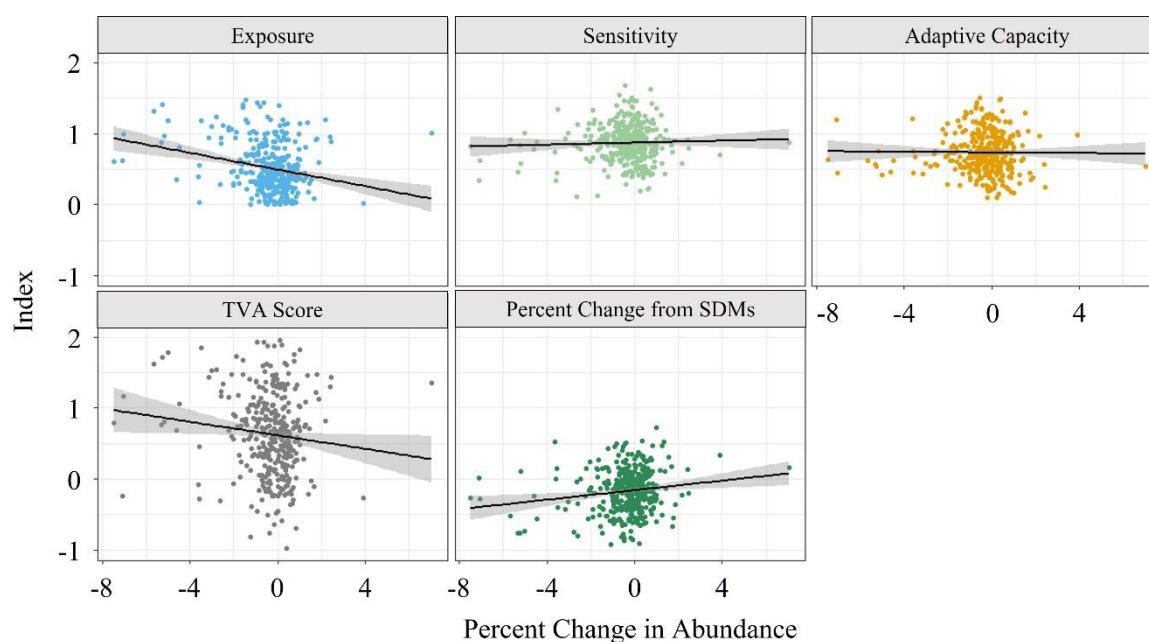 Exposure
Sensitivity
Adaptive Capacity
2
1
0
-1
-8
-4
0
4
TVA Score
Percent Change from SDMs
2
1
0
-1
-8
-4
0
4
-8
-4
0
4
Index
Percent Change in Abundance